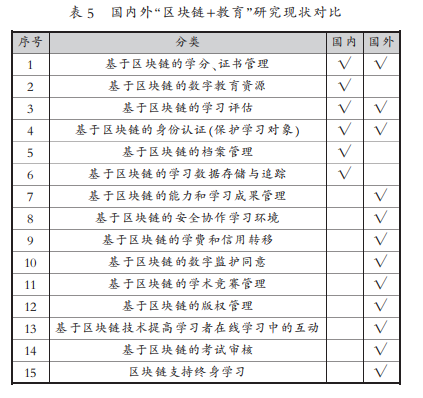 表 5 国内外“区块链+教育”研究现状对比
序号 分类 国内 国外
1 基于区块链的学分、证书管理 √ √
2 基于区块链的数字教育资源 √
3 基于区块链的学习评估 √ √
4 基于区块链的身份认证(保护学习对象) √ √
5 基于区块链的档案管理 √
6 基于区块链的学习数据存储与追踪 √
7 基于区块链的能力和学习成果管理 √
8 基于区块链的安全协作学习环境 √
9 基于区块链的学费和信用转移 √
10 基于区块链的数字监护同意 √
11 基于区块链的学术竞赛管理 √
12 基于区块链的版权管理 √
13 基于区块链技术提高学习者在线学习中的互动 √
14 基于区块链的考试审核 √
15 区块链支持终身学习 √